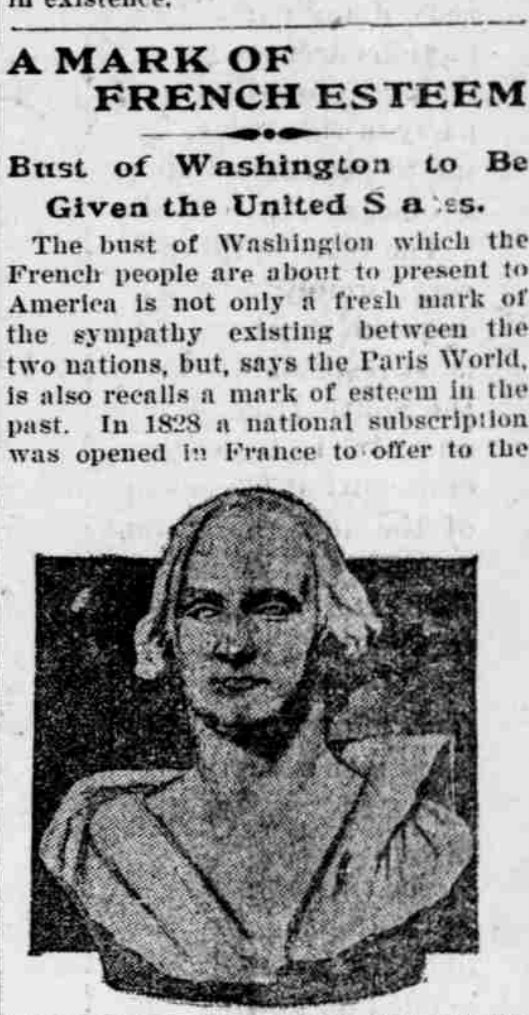 in existence.
A MARK OF
FRENCH ESTEEM
Bust of Washington to Be
Given the United S a es.
The bust of Washington which the
French people are about to present to
America is not only a fresh mark of
the sympathy existing between the
two nations, but, says the Paris World,
is also recalls a mark of esteem in the
past. In 1828 a national subscription
was opened in France to offer to the